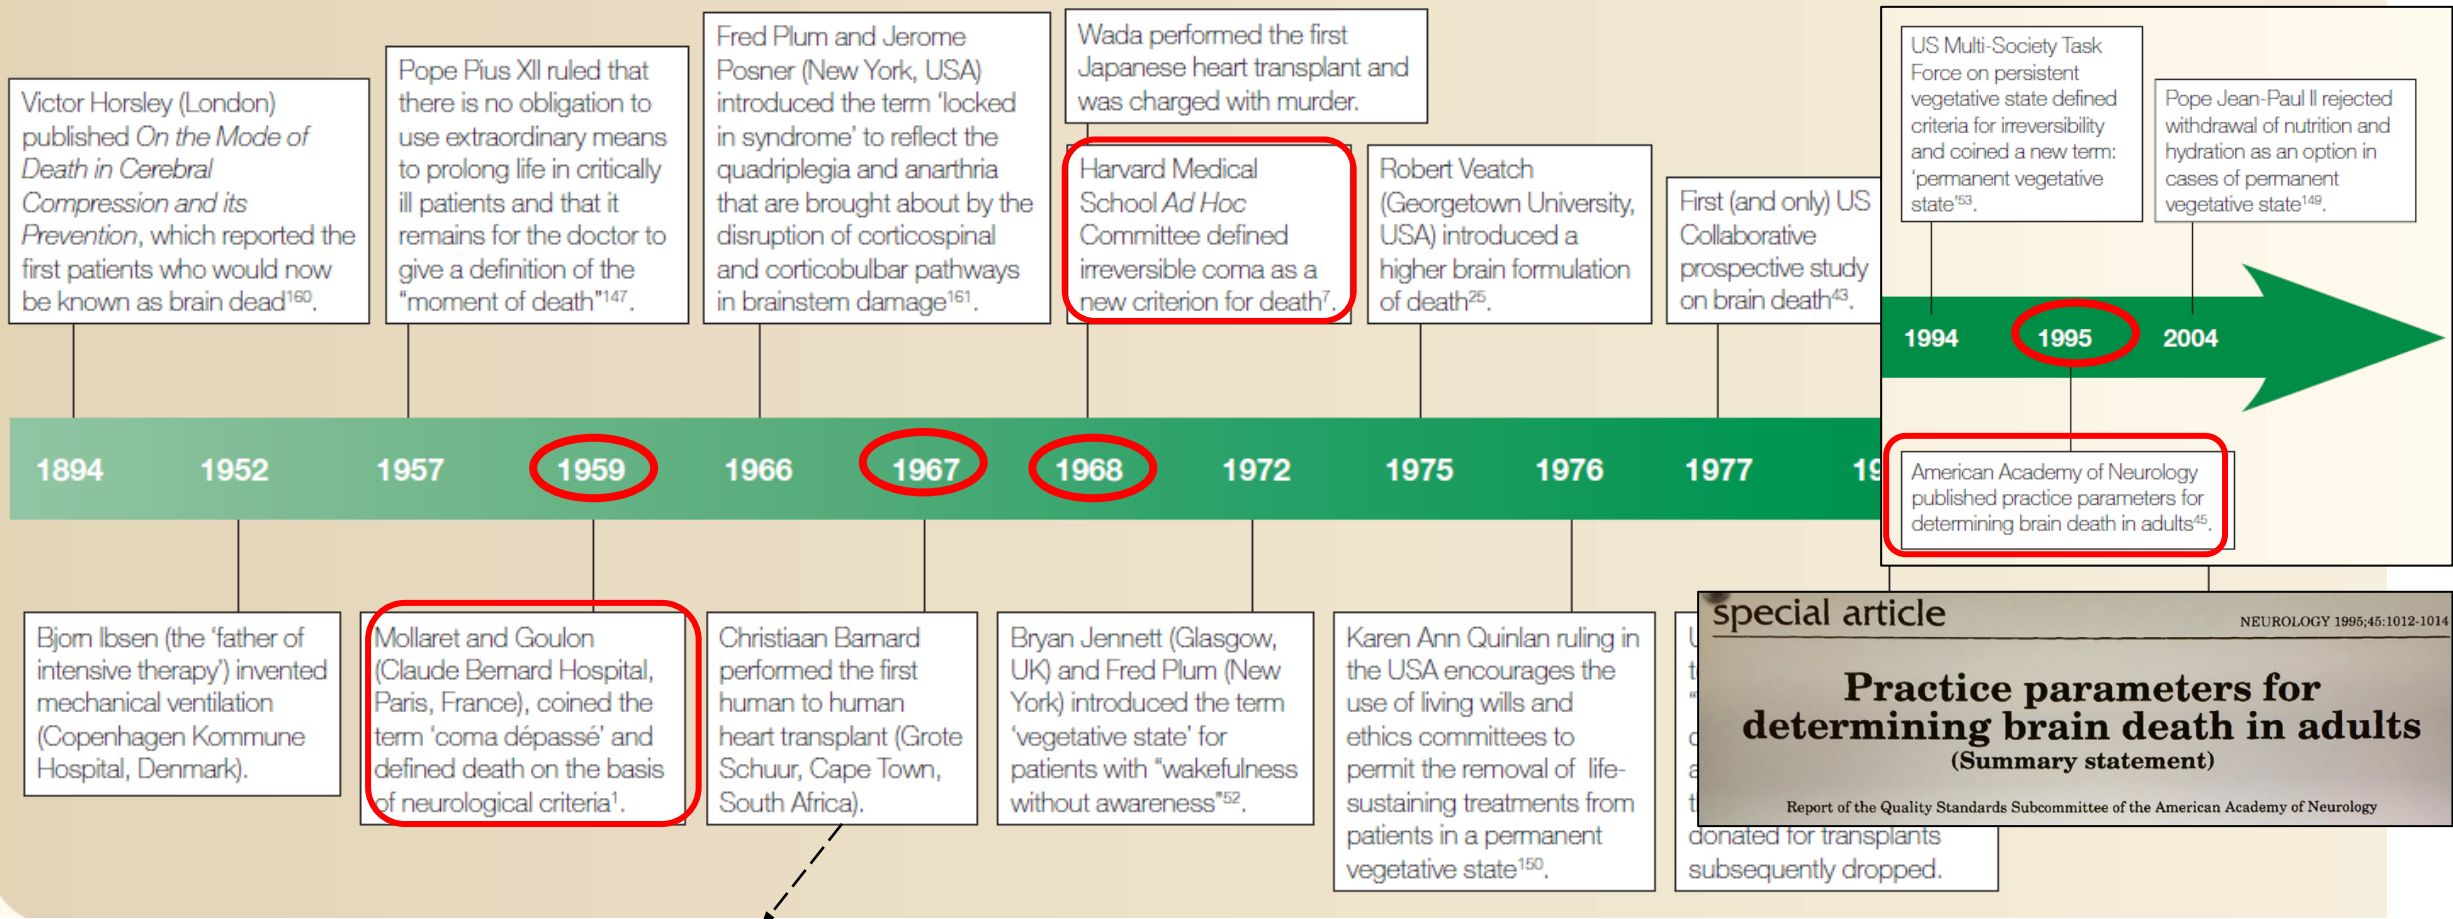 Victor Horsley (London)
published On the Mode of
Death in Cerebral
Compression and its
Prevention, which reported the
first patients who would now
be known as brain dead160.
Pope Pius XII ruled that
there is no obligation to
use extraordinary means
to prolong life in critically
ill patients and that it
remains for the doctor to
give a definition of the
"moment of death"147.
Fred Plum and Jerome
Posner (New York, USA)
introduced the term 'locked
in syndrome' to reflect the
quadriplegia and anarthria
that are brought about by the
disruption of corticospinal
and corticobulbar pathways
in brainstem damage161.
Wada performed the first
Japanese heart transplant and
was charged with murder.
Harvard Medical
School Ad Hoc
Committee defined
irreversible coma as a
new criterion for death7.
Robert Veatch
(Georgetown University,
USA) introduced a
higher brain formulation
of death25.
First (and only) US
Collaborative
prospective study
on brain death43.
US Multi-Society Task
Force on persistent
vegetative state defined
criteria for irreversibility
and coined a new term:
'permanent vegetative
state'53.
Pope Jean-Paul II rejected
withdrawal of nutrition and
hydration as an option in
cases of permanent
vegetative state149.
1994 1995 2004
1894 1952 1957 1959 1966 1967 1968 1972 1975 1976 1977 19
American Academy of Neurology
published practice parameters for
determining brain death in adults45.
Bjorn Ibsen (the 'father of
intensive therapy') invented
mechanical ventilation
(Copenhagen Kommune
Hospital, Denmark).
Mollaret and Goulon
(Claude Bernard Hospital,
Paris, France), coined the
term 'coma dépassé' and
defined death on the basis
of neurological criteria1.
Christiaan Barnard
performed the first
human to human
heart transplant (Grote
Schuur, Cape Town,
South Africa).
Bryan Jennett (Glasgow,
UK) and Fred Plum (New
York) introduced the term
'vegetative state' for
patients with "wakefulness
without awareness"52.
Karen Ann Quinlan ruling in
the USA encourages the
use of living wills and
ethics committees to
permit the removal of life-
sustaining treatments from
patients in a permanent
vegetative state150.
donated for transplants
subsequently dropped.
special article
NEUROLOGY 1995;45:1012-1014
Practice parameters for
determining brain death in adults
(Summary statement)
Report of the Quality Standards Subcommittee of the American Academy of Neurology